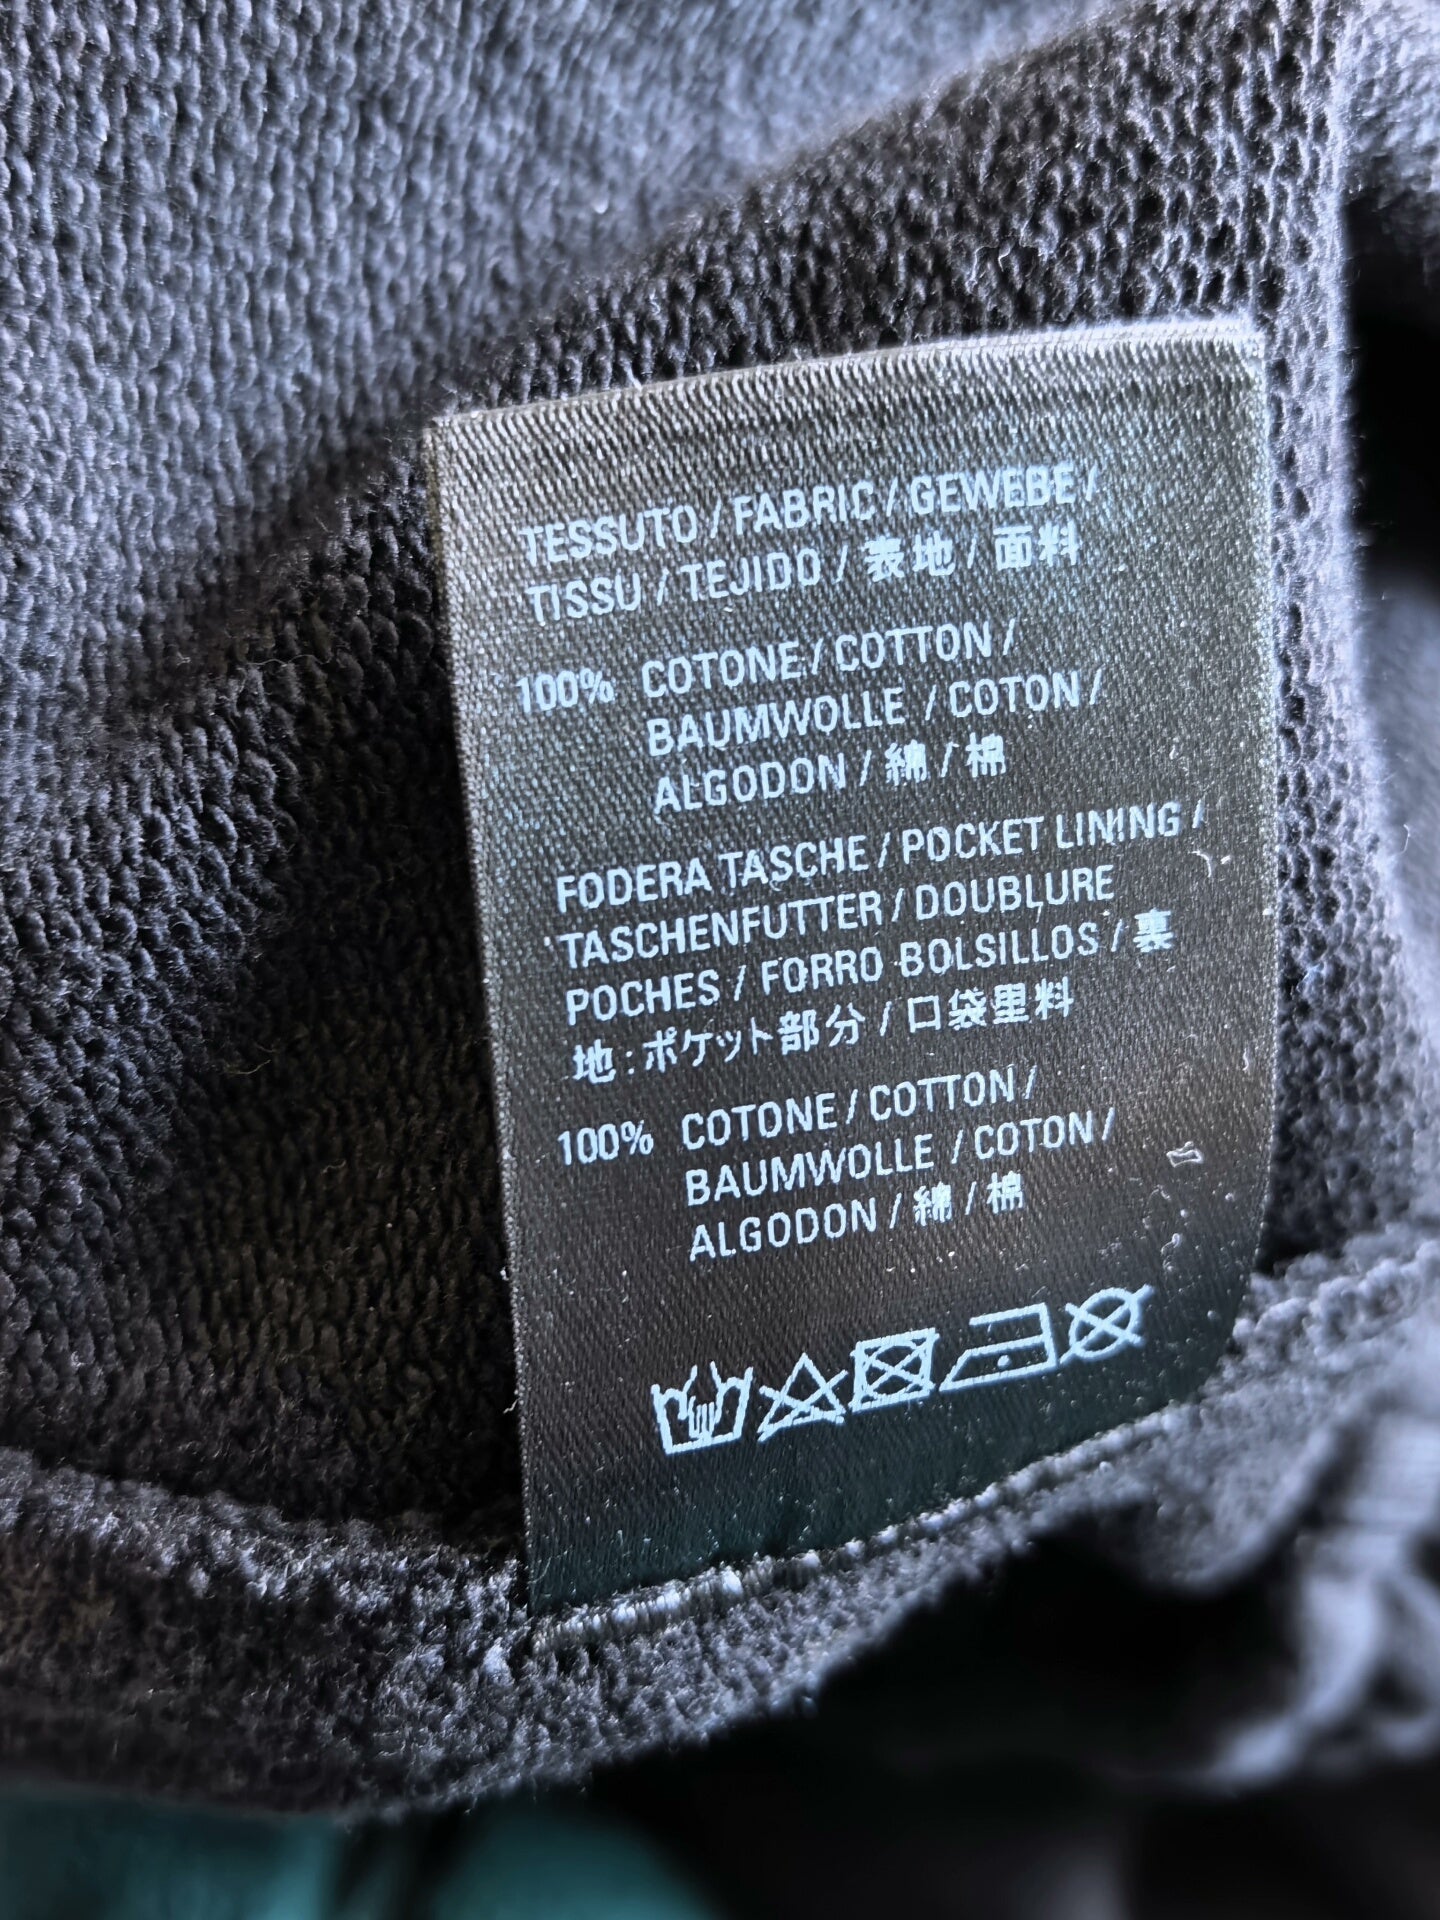 TESSUTO / FABRIC / GEWEBE /
TISSU / TEJIDO / 表地 / 面料
100% COTONE / COTTON /
BAUMWOLLE / COTON /
ALGODON / 綿 / 棉
FODERA TASCHE / POCKET LINING /
TASCHENFUTTER / DOUBLURE
POCHES / FORRO BOLSILLOS / 裏
地:ポケット部分 / 口袋里料
100% COTONE / COTTON /
BAUMWOLLE / COTON /
ALGODON / 綿 / 棉